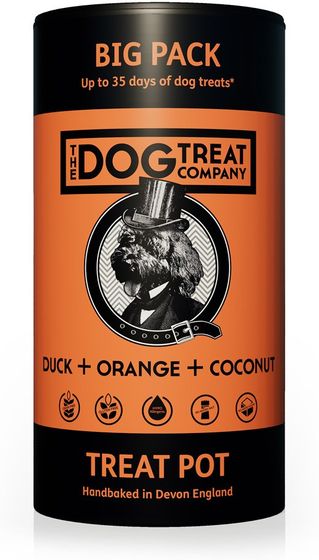 BIG PACK
Up to 35 days of dog treats*
THE DOG TREAT
COMPANY
DUCK + ORANGE + COCONUT
TREAT POT
Handbaked in Devon England